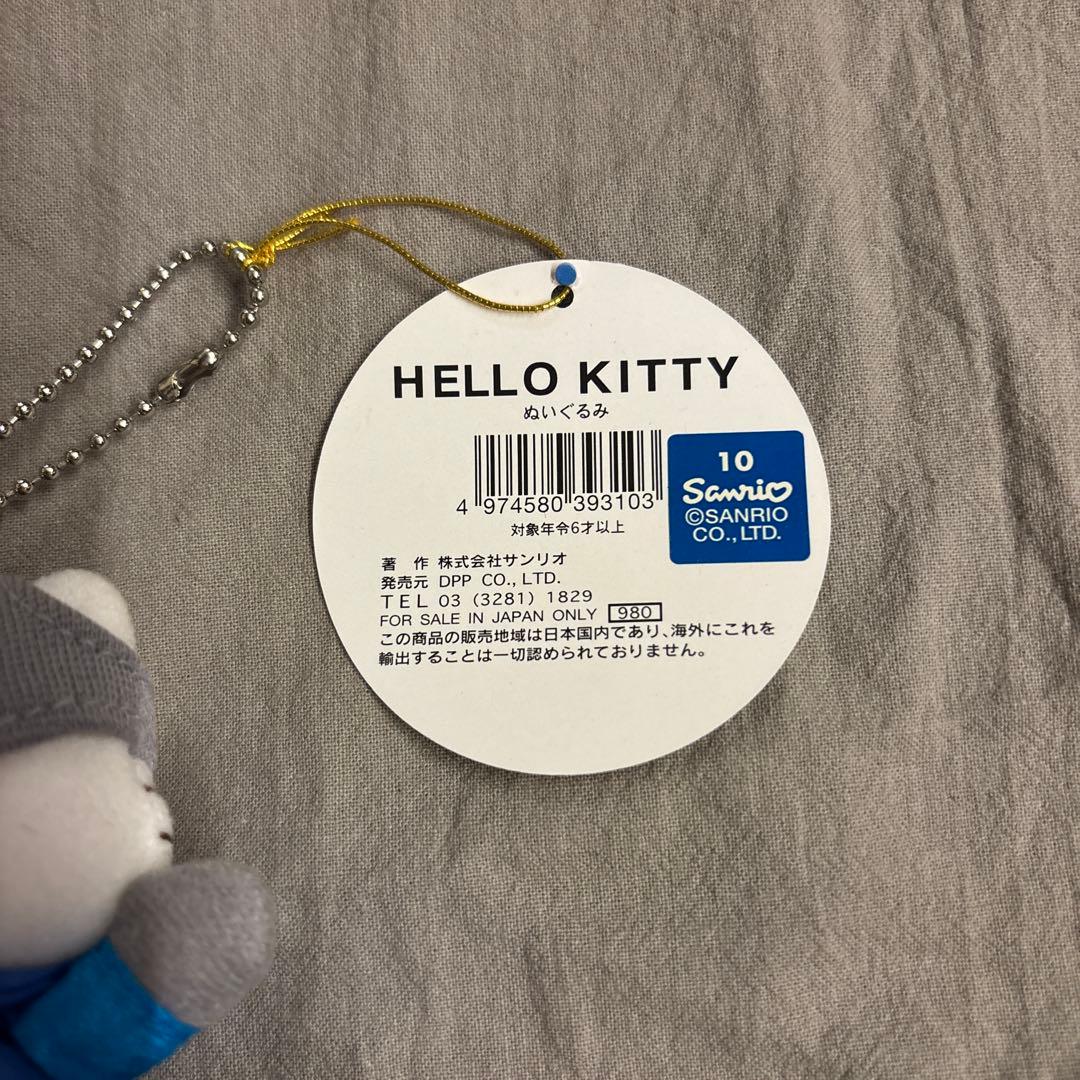 HELLO KITTY
ぬいぐるみ
4 974580 393103
対象年令6才以上
10
Sanrio
©SANRIO
CO., LTD.
著 作 株式会社サンリオ
発売元 DPP CO., LTD.
TEL 03 (3281) 1829
FOR SALE IN JAPAN ONLY 980
この商品の販売地域は日本国内であり、海外にこれを
輸出することは一切認められておりません。